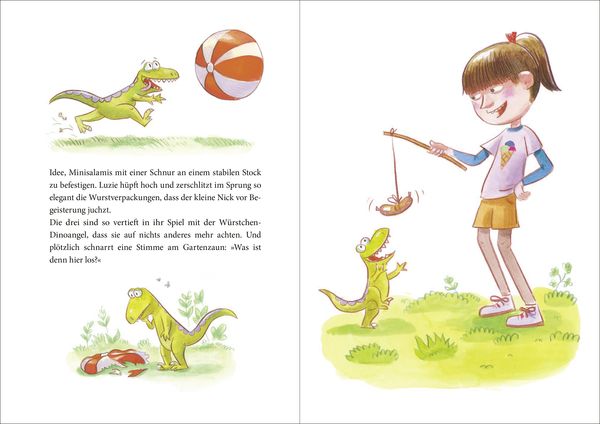 Idee, Minisalamis mit einer Schnur an einem stabilen Stock
zu befestigen. Luzie hüpft hoch und zerschlitzt im Sprung so
elegant die Wurstverpackungen, dass der kleine Nick vor Be-
geisterung juchzt.
Die drei sind so vertieft in ihr Spiel mit der Würstchen-
Dinoangel, dass sie auf nichts anderes mehr achten. Und
plötzlich schnarrt eine Stimme am Gartenzaun: »Was ist
denn hier los?«